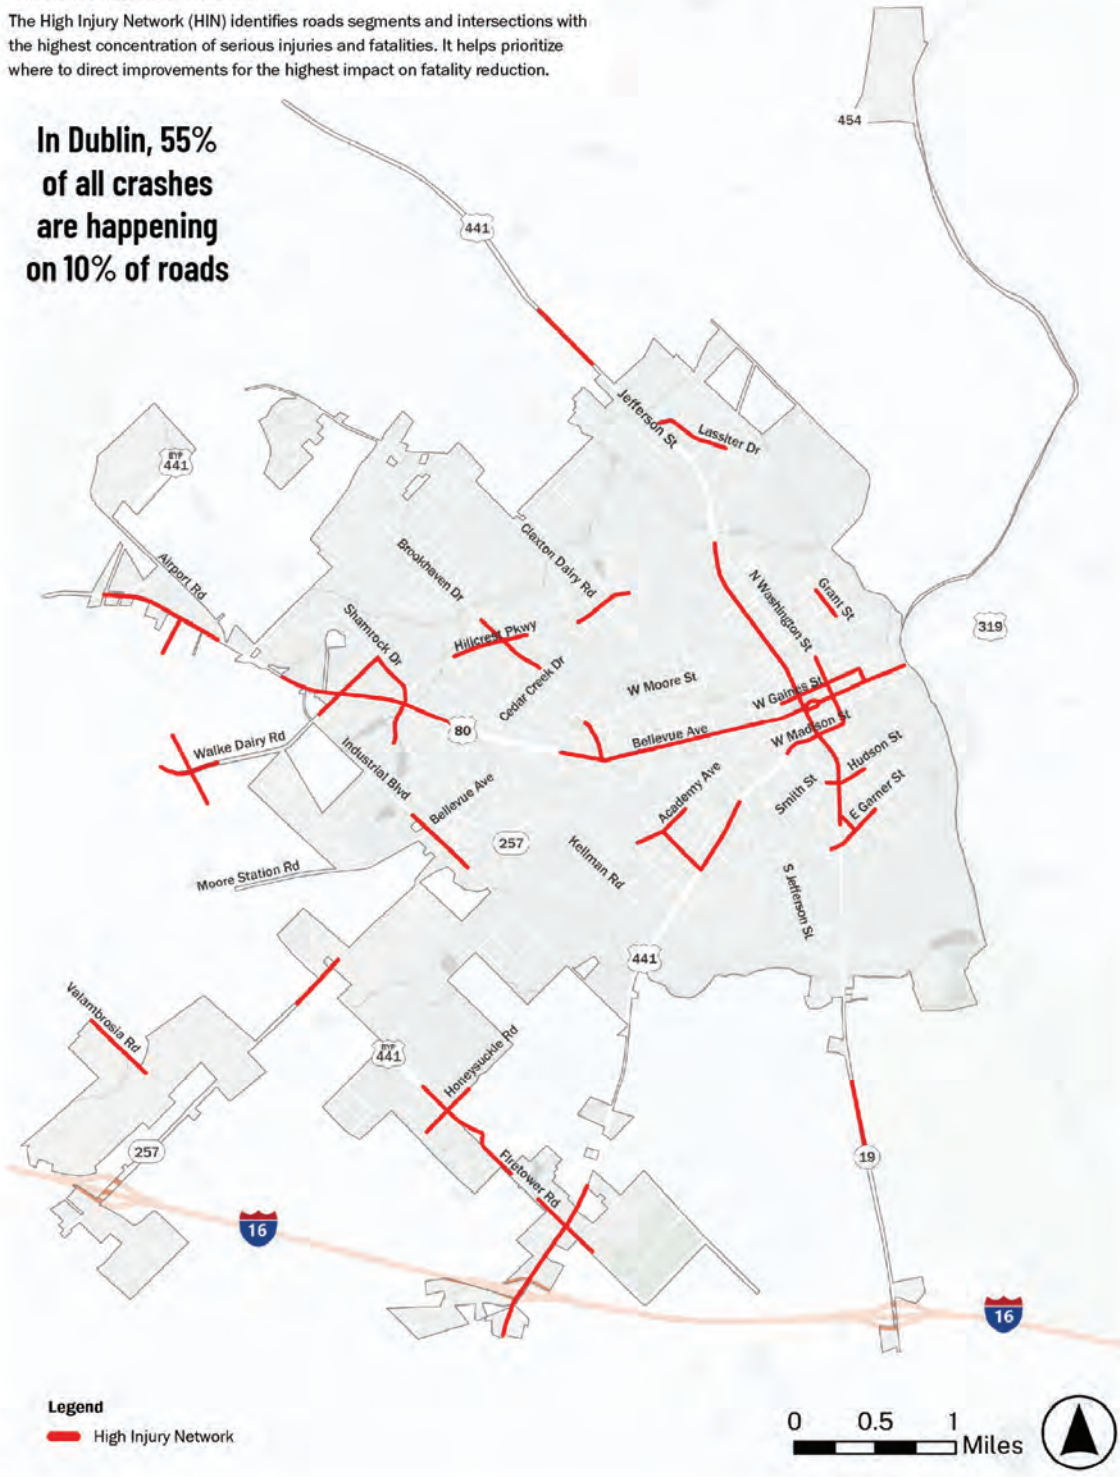 The High Injury Network (HIN) identifies roads segments and intersections with
the highest concentration of serious injuries and fatalities. It helps prioritize
where to direct improvements for the highest impact on fatality reduction.
In Dublin, 55%
of all crashes
are happening
on 10% of roads
454
441
Jefferson St
Lassiter Dr
BYP
441
Airport Rd
Claxton Dairy Rd
Brookhaven Dr
N Washington St
Grant St
319
Shamrock Dr
Hillcrest Pkwy
Cedar Creek Dr
W Moore St
W Gaines St
80
Bellevue Ave
W Madison St
Walke Dairy Rd
Industrial Blvd
Bellevue Ave
Academy Ave
Smith St
Hudson St
E Garner St
257
Kellman Rd
Moore Station Rd
S Jefferson St
441
Valambrosia Rd
BYP
441
Honeysuckle Rd
257
Firetower Rd
19
16
16
Legend
High Injury Network
0 0.5 1
Miles